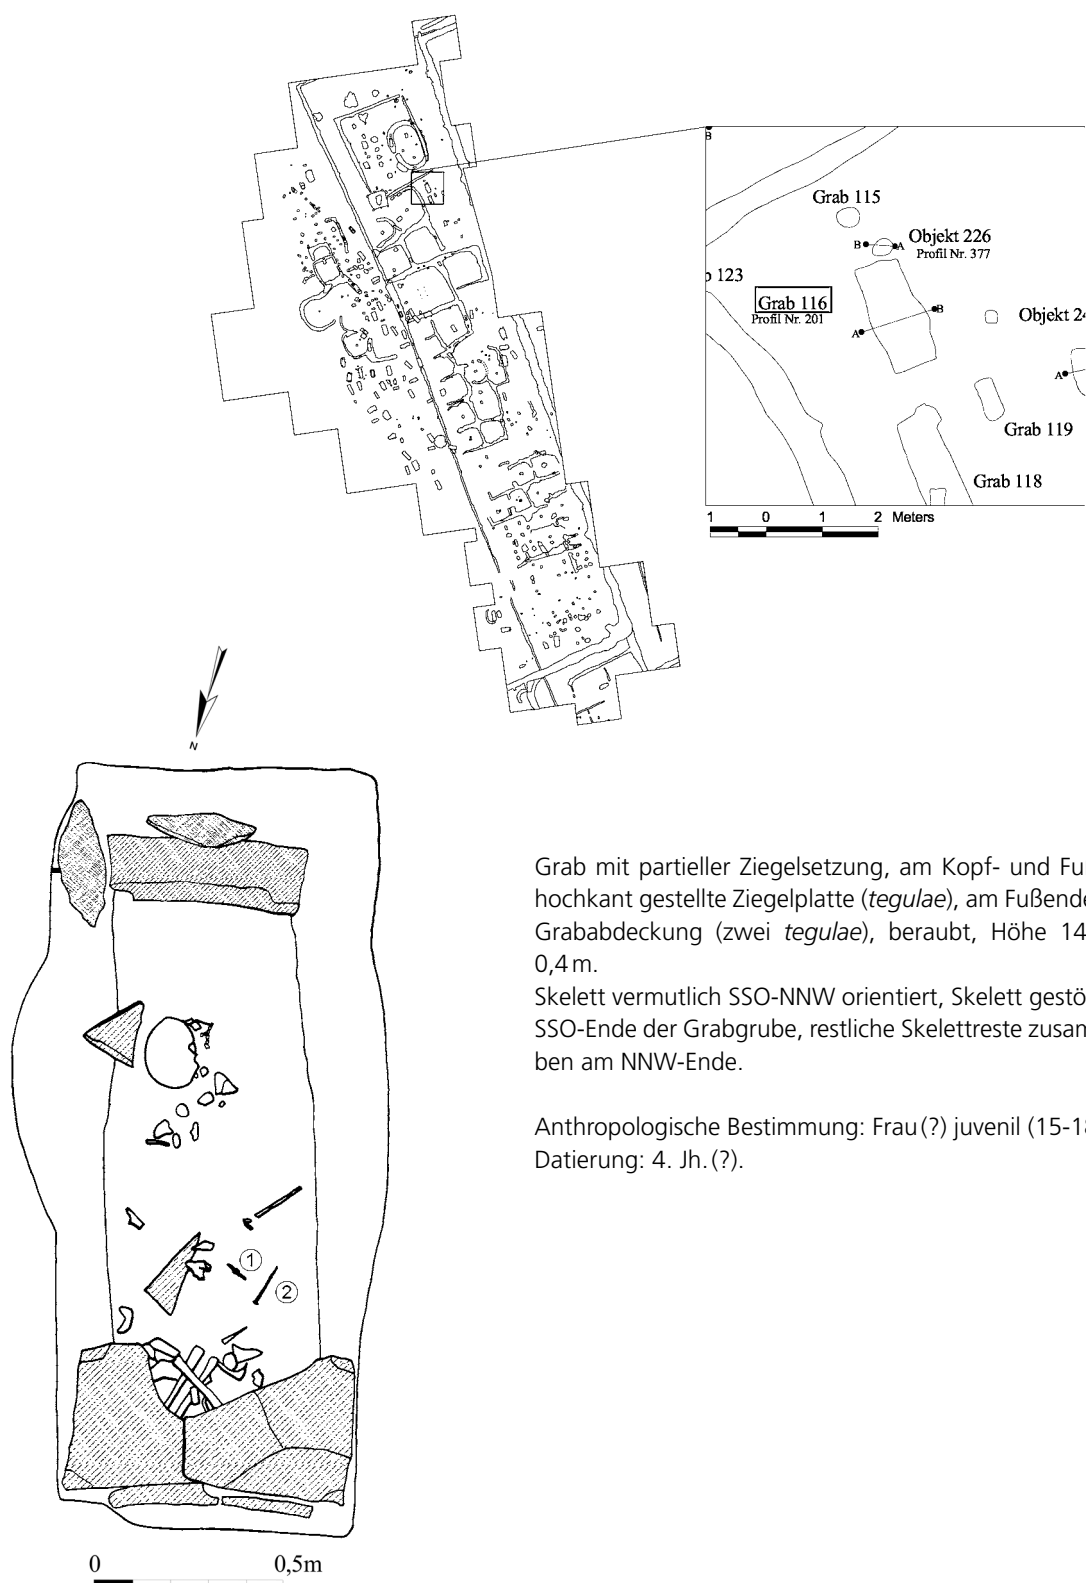 B
Grab 115
B A Objekt 226
Profil Nr. 377
b 123
Grab 116
Profil Nr. 201
B
A
Objekt 24
A
Grab 119
Grab 118
1 0 1 2 Meters
N
Grab mit partieller Ziegelsetzung, am Kopf- und Fu
hochkant gestellte Ziegelplatte (tegulae), am Fußende
Grababdeckung (zwei tegulae), beraubt, Höhe 14
0,4 m.
Skelett vermutlich SSO-NNW orientiert, Skelett gestö
SSO-Ende der Grabgrube, restliche Skelettreste zusam
ben am NNW-Ende.
Anthropologische Bestimmung: Frau(?) juvenil (15-18
Datierung: 4. Jh.(?).
1
2
0 0,5m